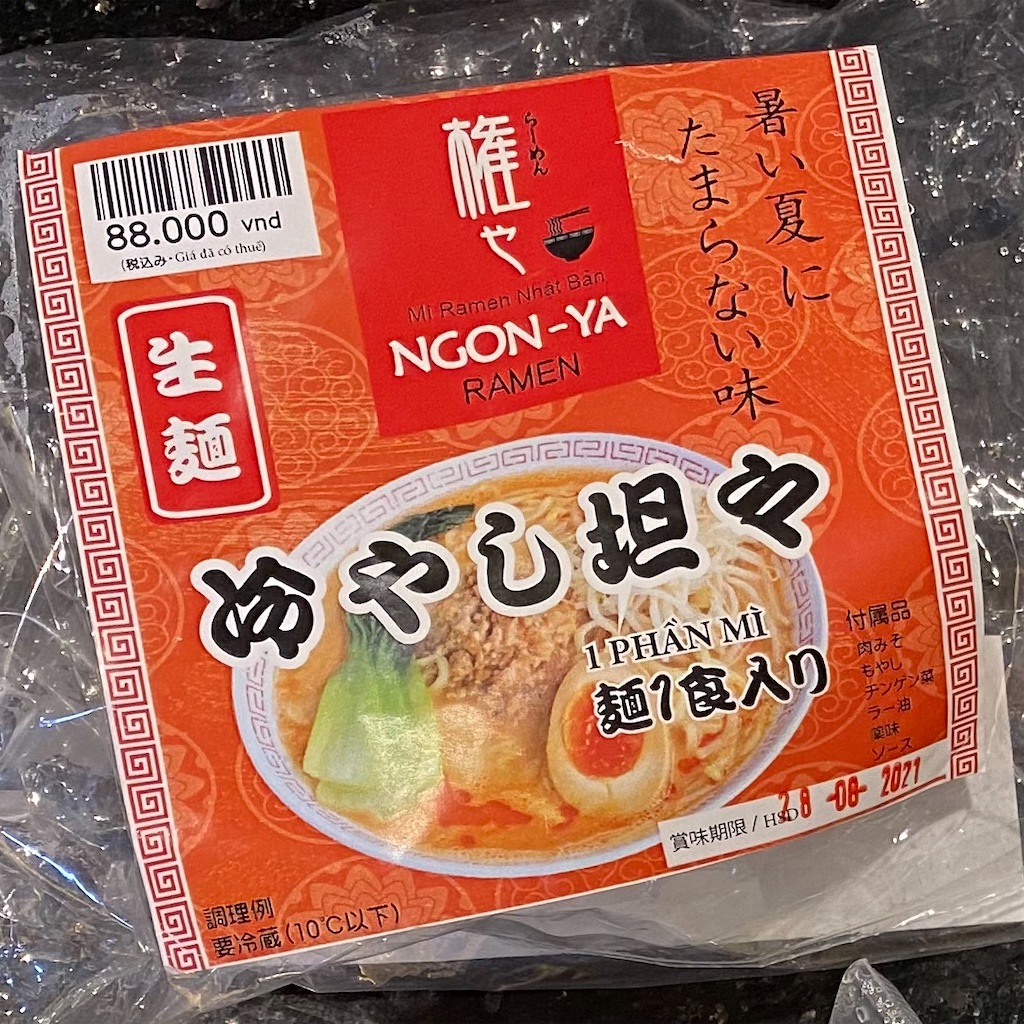 88.000 vnd
(税込み - Giá đã có thuế)
らーめん
権や
Mì Ramen Nhật Bản
NGON-YA
RAMEN
暑い夏に
たまらない味
生麺
冷やし坦々
1 PHẦN MÌ
麺1食入り
付属品
肉みそ
もやし
チンゲン菜
ラー油
薬味
ソース
賞味期限 / HSD 28 -08- 2021
調理例
要冷蔵(10℃以下)